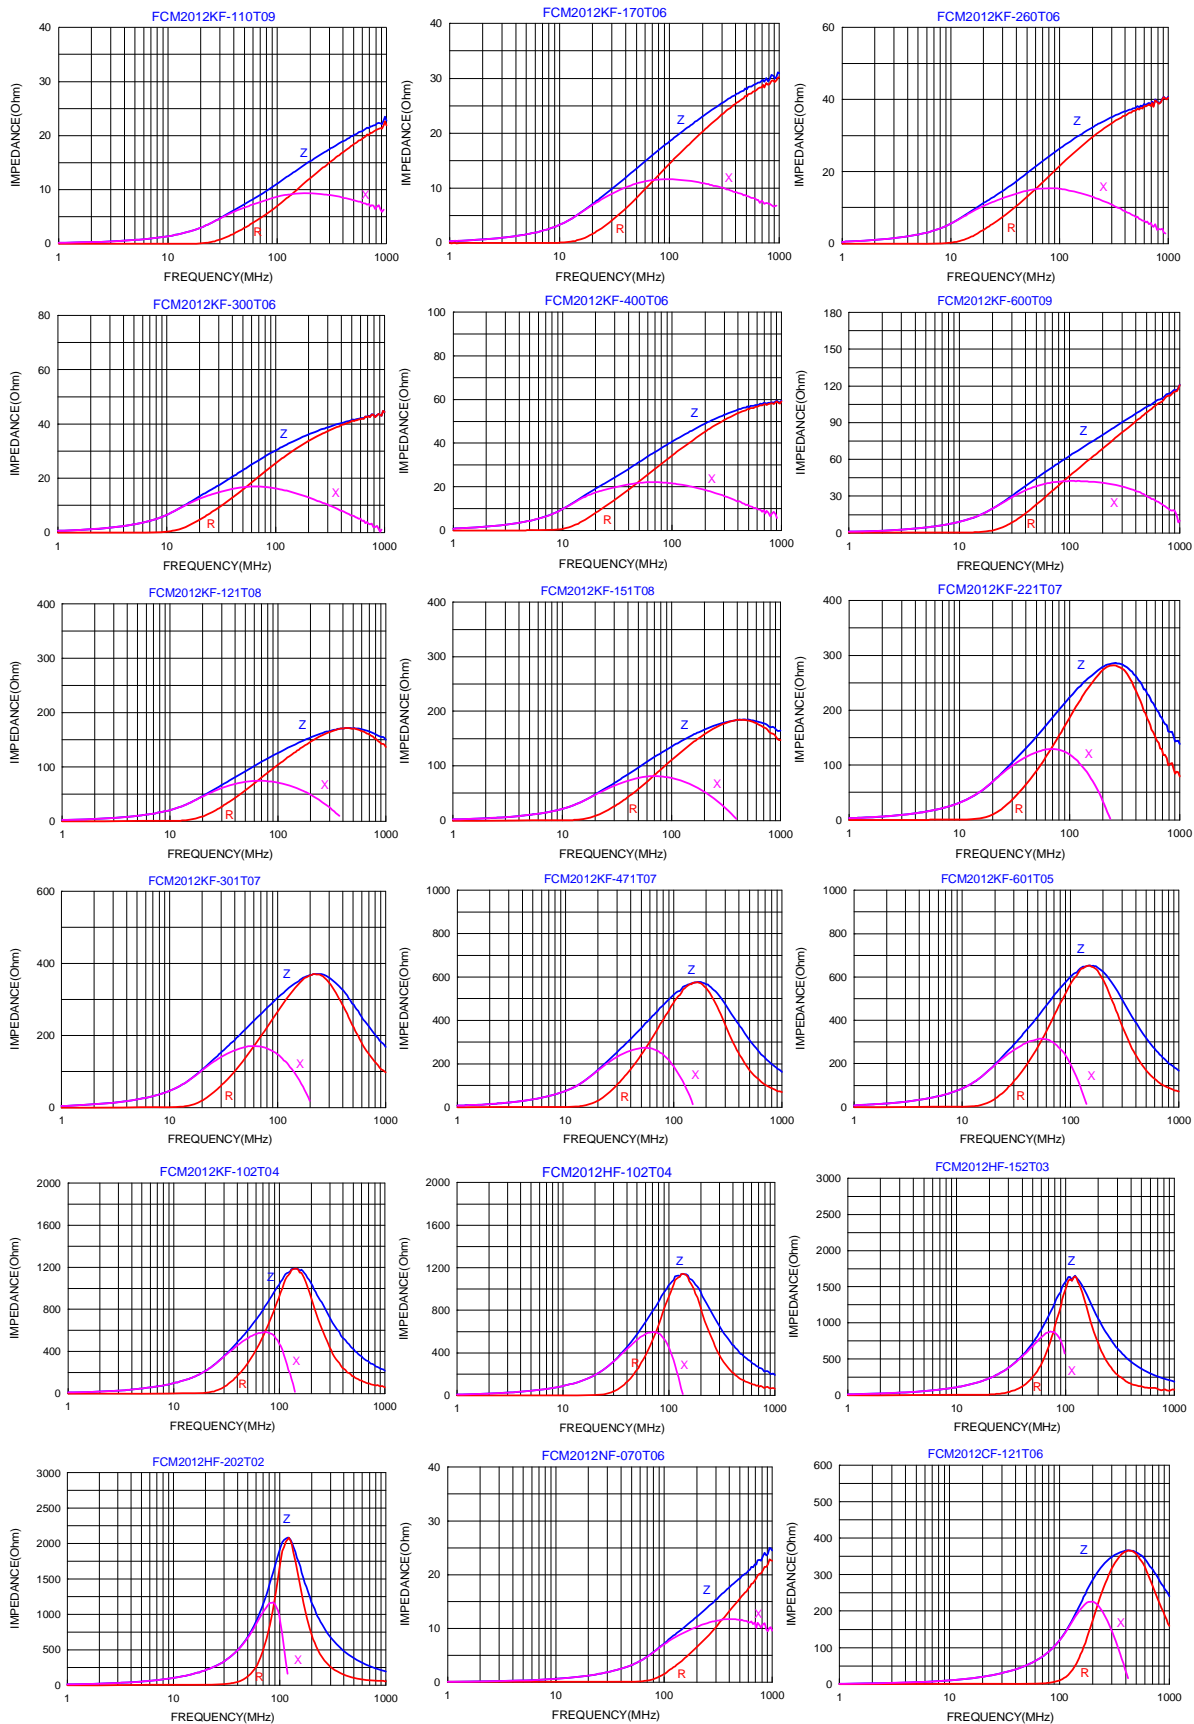 FCM2012KF-110T09
FCM2012KF-170T06
FCM2012KF-260T06
IMPEDANCE(Ohm)
40
30
20
10
0
Z
X
R
1
10
100
1000
FREQUENCY(MHz)
IMPEDANCE(Ohm)
40
30
20
10
0
Z
X
R
1
10
100
1000
FREQUENCY(MHz)
IMPEDANCE(Ohm)
60
40
20
0
Z
X
R
1
10
100
1000
FREQUENCY(MHz)
FCM2012KF-300T06
FCM2012KF-400T06
FCM2012KF-600T09
IMPEDANCE(Ohm)
80
60
40
20
0
Z
X
R
1
10
100
1000
FREQUENCY(MHz)
IMPEDANCE(Ohm)
100
80
60
40
20
0
Z
X
R
1
10
100
1000
FREQUENCY(MHz)
IMPEDANCE(Ohm)
180
150
120
90
60
30
0
Z
X
R
1
10
100
1000
FREQUENCY(MHz)
FCM2012KF-121T08
FCM2012KF-151T08
FCM2012KF-221T07
IMPEDANCE(Ohm)
400
300
200
100
0
Z
X
R
1
10
100
1000
FREQUENCY(MHz)
IMPEDANCE(Ohm)
400
300
200
100
0
Z
X
R
1
10
100
1000
FREQUENCY(MHz)
IMPEDANCE(Ohm)
400
300
200
100
0
Z
X
R
1
10
100
1000
FREQUENCY(MHz)
FCM2012KF-301T07
FCM2012KF-471T07
FCM2012KF-601T05
IMPEDANCE(Ohm)
600
400
200
0
Z
X
R
1
10
100
1000
FREQUENCY(MHz)
IMPEDANCE(Ohm)
1000
800
600
400
200
0
Z
X
R
1
10
100
1000
FREQUENCY(MHz)
IMPEDANCE(Ohm)
1000
800
600
400
200
0
Z
X
R
1
10
100
1000
FREQUENCY(MHz)
FCM2012KF-102T04
FCM2012HF-102T04
FCM2012HF-152T03
IMPEDANCE(Ohm)
2000
1600
1200
800
400
0
Z
X
R
1
10
100
1000
FREQUENCY(MHz)
IMPEDANCE(Ohm)
2000
1600
1200
800
400
0
Z
X
R
1
10
100
1000
FREQUENCY(MHz)
IMPEDANCE(Ohm)
3000
2500
2000
1500
1000
500
0
Z
X
R
1
10
100
1000
FREQUENCY(MHz)
FCM2012HF-202T02
FCM2012NF-070T06
FCM2012CF-121T06
IMPEDANCE(Ohm)
3000
2500
2000
1500
1000
500
0
Z
X
R
1
10
100
1000
FREQUENCY(MHz)
IMPEDANCE(Ohm)
40
30
20
10
0
Z
X
R
1
10
100
1000
FREQUENCY(MHz)
IMPEDANCE(Ohm)
600
500
400
300
200
100
0
Z
X
R
1
10
100
1000
FREQUENCY(MHz)